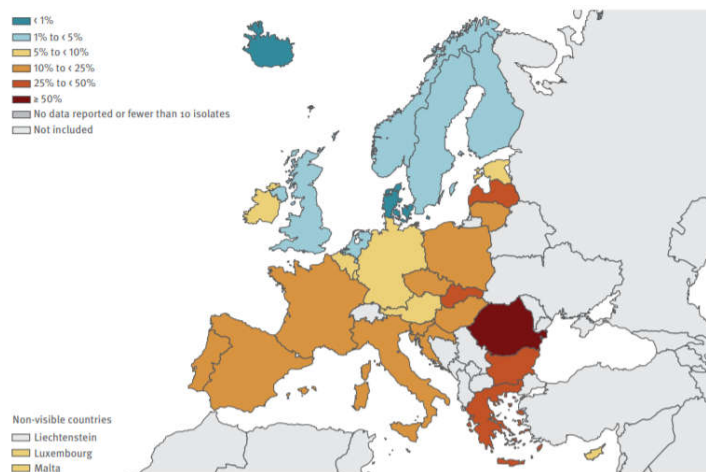 < 1%
1% to < 5%
5% to < 10%
10% to < 25%
25% to < 50%
≥ 50%
No data reported or fewer than 10 isolates
Not included
Non-visible countries
Liechtenstein
Luxembourg
Malta